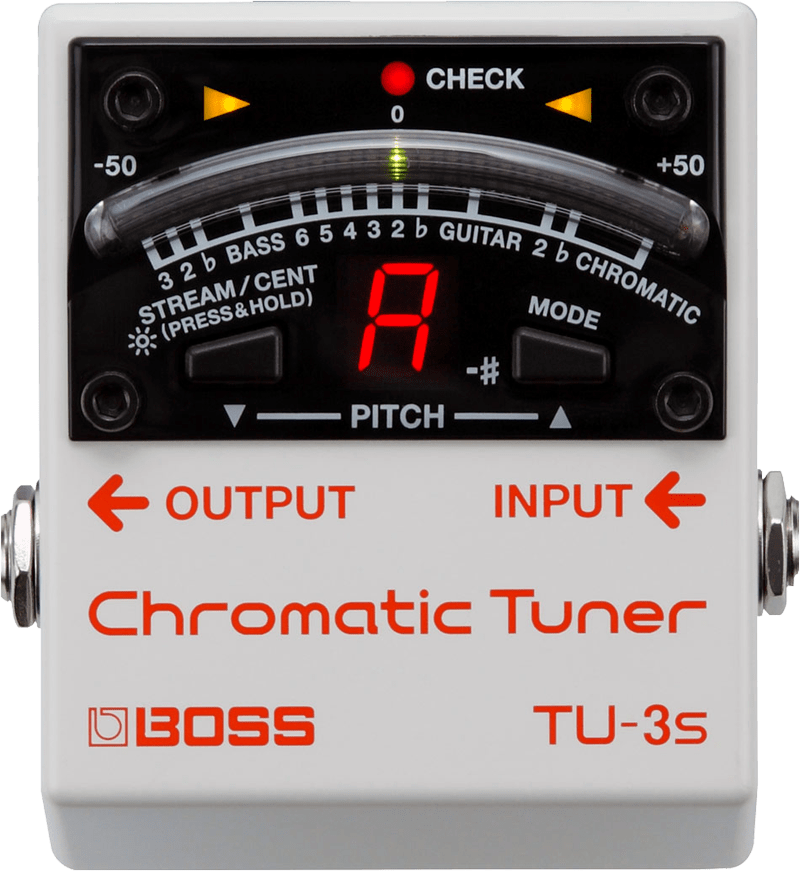 CHECK
0
-50
+50
3 2 ♭ BASS 6 5 4 3 2 ♭ GUITAR 2 ♭ CHROMATIC
STREAM/CENT
(PRESS&HOLD)
MODE
A
-#
▼ PITCH ▲
← OUTPUT
INPUT ←
Chromatic Tuner
BOSS
TU-3s